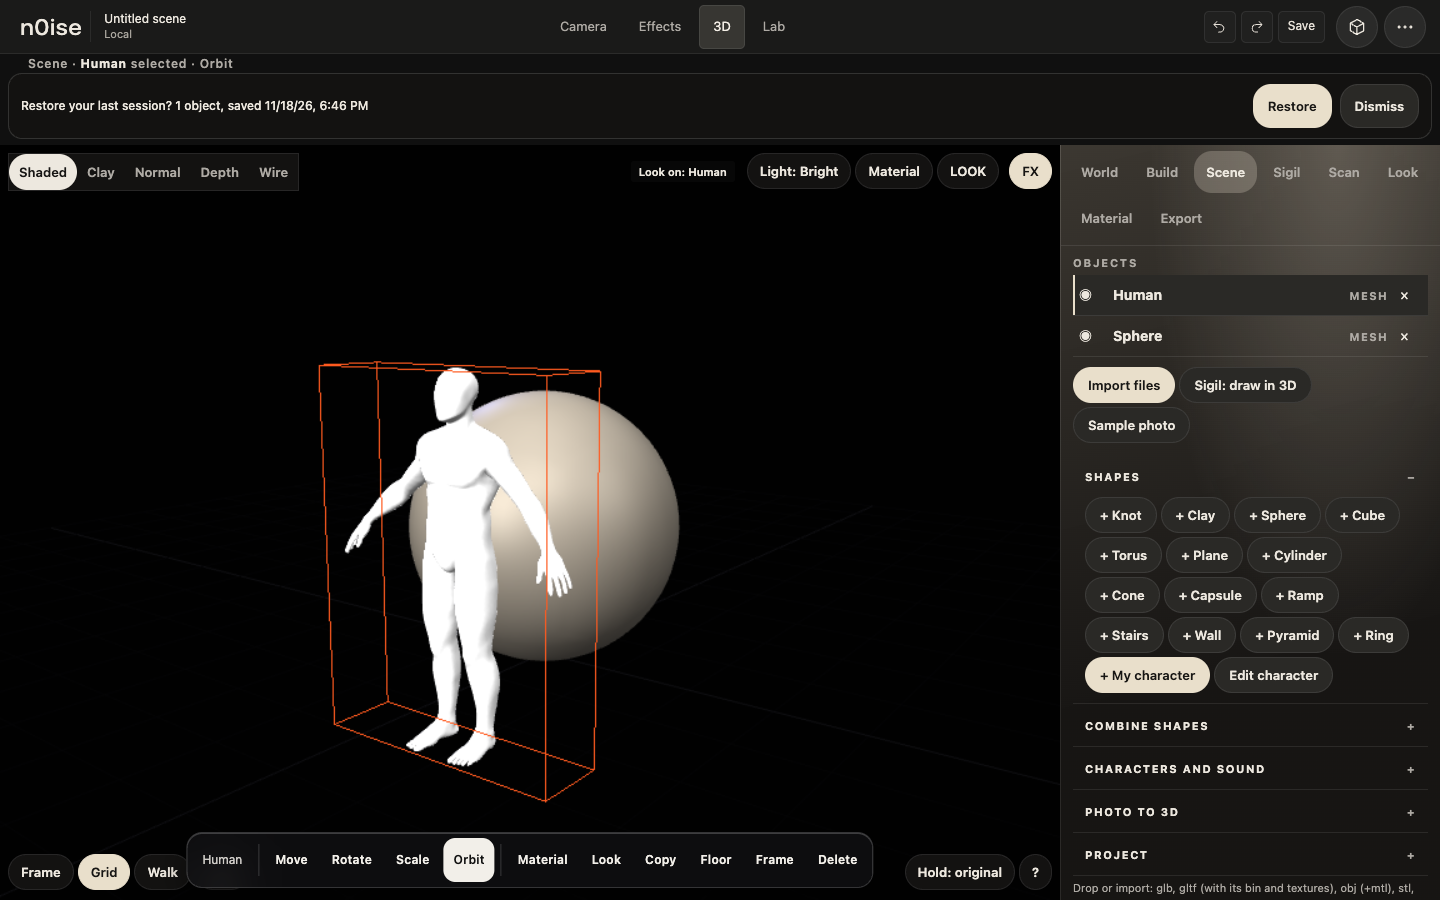 n0ise
Untitled scene
Local
Camera Effects 3D Lab
Save
Scene · Human selected · Orbit
Restore your last session? 1 object, saved 11/18/26, 6:46 PM
Restore Dismiss
Shaded Clay Normal Depth Wire
Look on: Human
Light: Bright Material LOOK FX
World Build Scene Sigil Scan Look
Material Export
OBJECTS
Human MESH ×
Sphere MESH ×
Import files Sigil: draw in 3D
Sample photo
SHAPES −
+ Knot + Clay + Sphere + Cube
+ Torus + Plane + Cylinder
+ Cone + Capsule + Ramp
+ Stairs + Wall + Pyramid + Ring
+ My character Edit character
COMBINE SHAPES +
CHARACTERS AND SOUND +
PHOTO TO 3D +
PROJECT +
Drop or import: glb, gltf (with its bin and textures), obj (+mtl), stl,
Frame Grid Walk
Human Move Rotate Scale Orbit Material Look Copy Floor Frame Delete
Hold: original ?